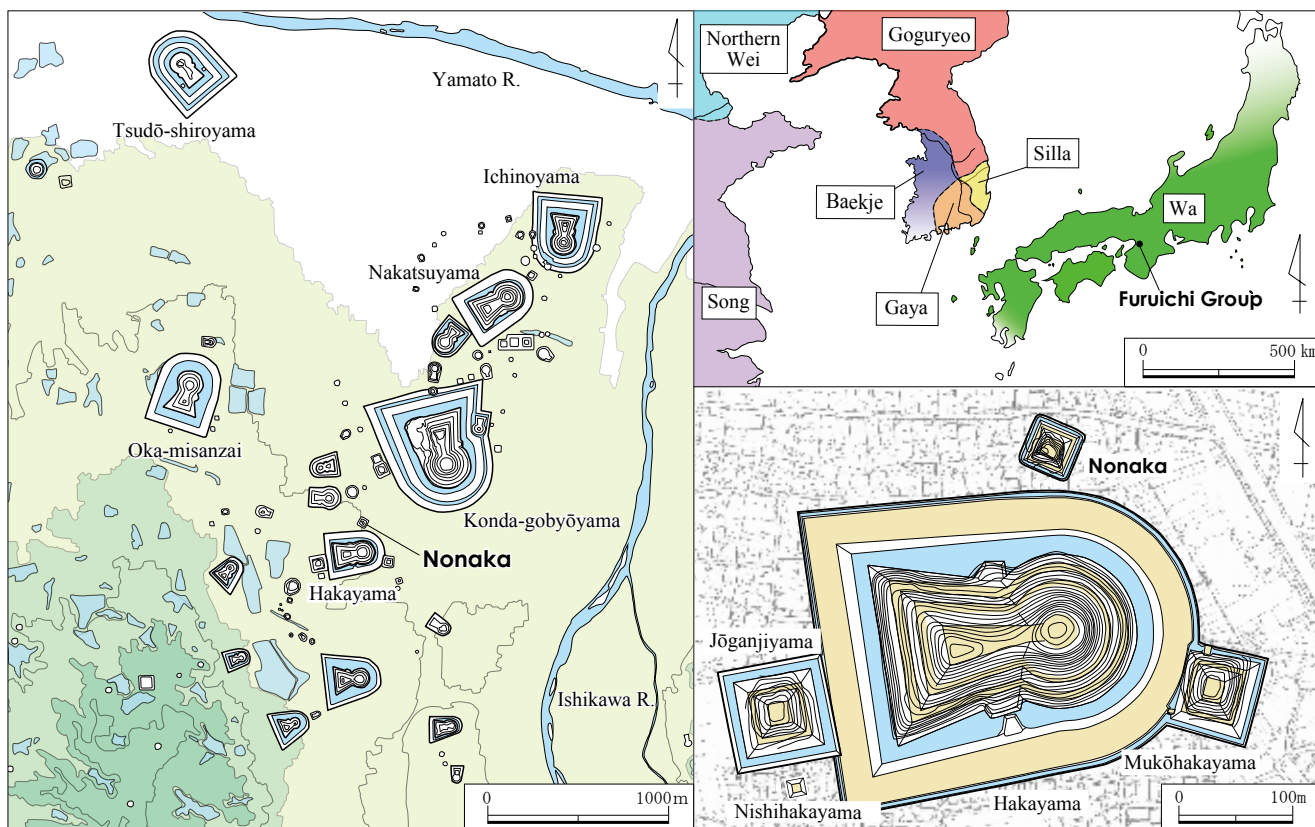 Yamato R.
Tsudō-shiroyama
Ichinoyama
Nakatsuyama
Oka-misanzai
Konda-gobyōyama
Nonaka
Hakayama
Ishikawa R.
0 1000m
Northern
Wei
Goguryeo
Silla
Baekje
Wa
Gaya
Song
Furuichi Group
0 500 km
Nonaka
Jōganjiyama
Mukōhakayama
Nishihakayama
Hakayama
0 100m